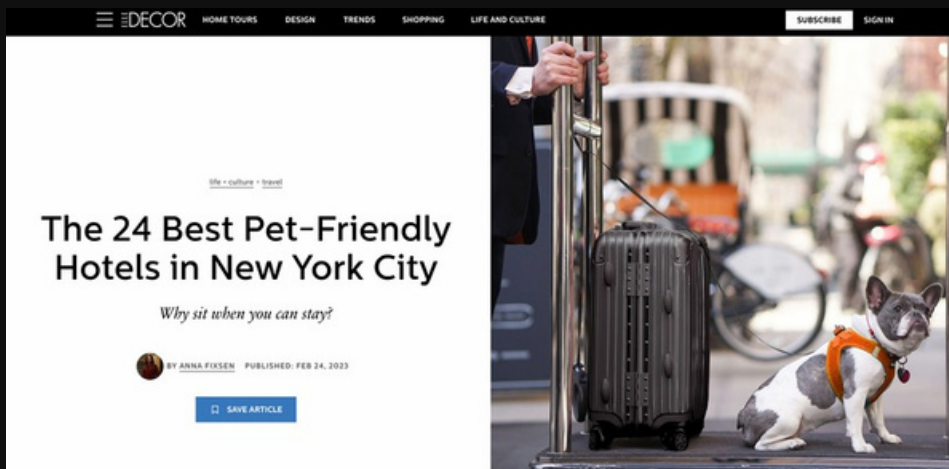 ELLE DECOR HOME TOURS DESIGN TRENDS SHOPPING LIFE AND CULTURE SUBSCRIBE SIGN IN
life + culture > travel
The 24 Best Pet-Friendly
Hotels in New York City
Why sit when you can stay?
BY ANNA FIXSEN PUBLISHED: FEB 24, 2023
SAVE ARTICLE